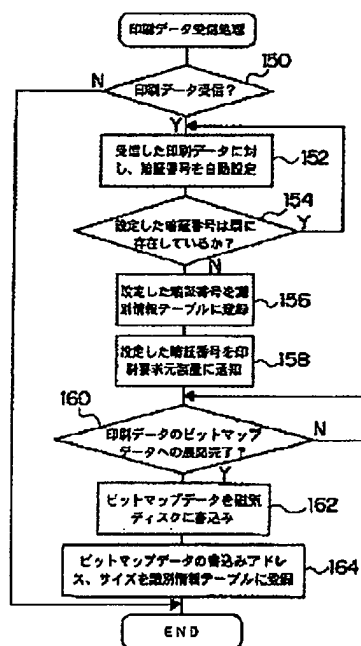 印刷データ受信処理
150
N
印刷データ受信?
Y
受信した印刷データに対
し、暗証番号を自動設定
152
154
設定した暗証番号は既に
存在しているか?
Y
N
設定した暗証番号を識
別情報テーブルに登録
156
設定した暗証番号を印
刷要求元装置に通知
158
160
印刷データのビットマップ
データへの展開完了?
N
Y
ビットマップデータを磁気
ディスクに書込み
162
ビットマップデータの書込みアドレ
ス、サイズを識別情報テーブルに登録
164
END